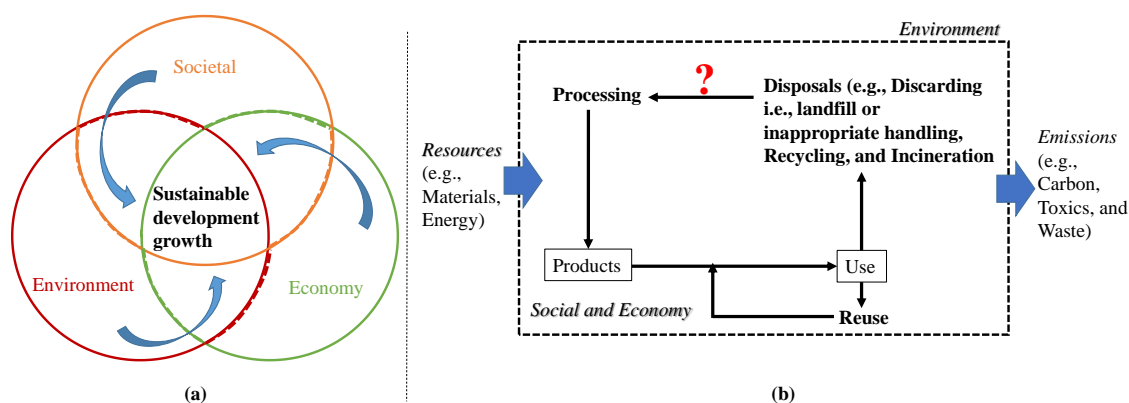 Societal
Sustainable
development
growth
Environment
Economy
(a)
Environment
?
Processing
Disposals (e.g., Discarding
i.e., landfill or
inappropriate handling,
Recycling, and Incineration
Resources
(e.g.,
Materials,
Energy)
Emissions
(e.g.,
Carbon,
Toxics, and
Waste)
Products
Use
Social and Economy
Reuse
(b)